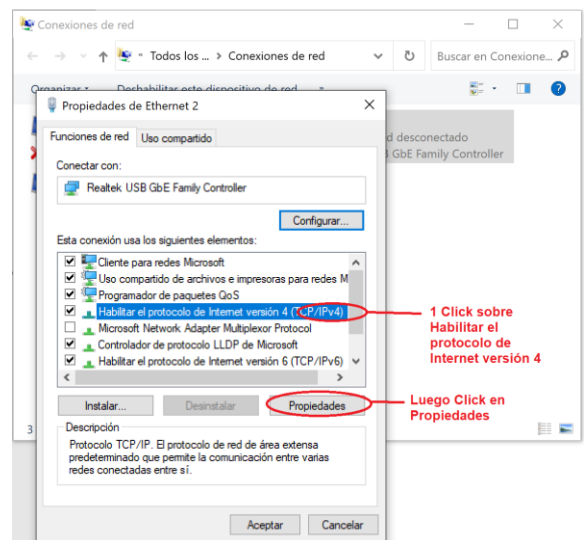 Conexiones de red
Todos los ... > Conexiones de red
Buscar en Conexione...
Organizar
Deshabilitar este dispositivo de red
Propiedades de Ethernet 2
Funciones de red
Uso compartido
d desconectado
GbE Family Controller
Conectar con:
Realtek USB GbE Family Controller
Configurar...
Esta conexión usa los siguientes elementos:
Cliente para redes Microsoft
Uso compartido de archivos e impresoras para redes M
Programador de paquetes QoS
Habilitar el protocolo de Internet versión 4 (TCP/IPv4)
Microsoft Network Adapter Multiplexor Protocol
Controlador de protocolo LLDP de Microsoft
Habilitar el protocolo de Internet versión 6 (TCP/IPv6)
1 Click sobre
Habilitar el
protocolo de
Internet versión 4
Instalar...
Desinstalar
Propiedades
Luego Click en
Propiedades
3
Descripción
Protocolo TCP/IP. El protocolo de red de área extensa
predeterminado que permite la comunicación entre varias
redes conectadas entre sí.
Aceptar
Cancelar